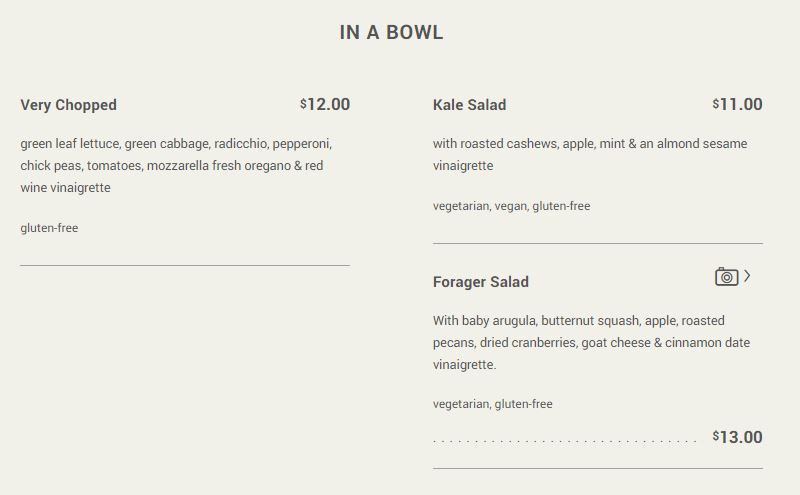 IN A BOWL
Very Chopped $12.00
green leaf lettuce, green cabbage, radicchio, pepperoni,
chick peas, tomatoes, mozzarella fresh oregano & red
wine vinaigrette
gluten-free
Kale Salad $11.00
with roasted cashews, apple, mint & an almond sesame
vinaigrette
vegetarian, vegan, gluten-free
Forager Salad
With baby arugula, butternut squash, apple, roasted
pecans, dried cranberries, goat cheese & cinnamon date
vinaigrette.
vegetarian, gluten-free
. . . . . . . . . . . . . . . . . . . . . . . . . . . . . . . . $13.00